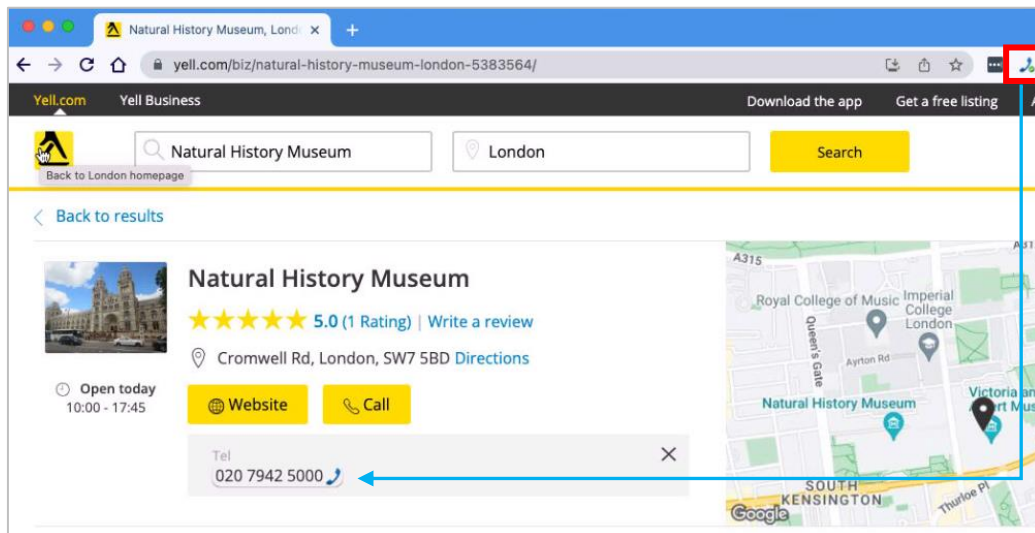 Natural History Museum, Lond
yell.com/biz/natural-history-museum-london-5383564/
Yell.com Yell Business Download the app Get a free listing A
Natural History Museum London Search
Back to London homepage
Back to results
Natural History Museum
5.0 (1 Rating) | Write a review
Cromwell Rd, London, SW7 5BD Directions
Open today
10:00 - 17:45
Website Call
Tel
020 7942 5000
A315
Royal College of Music
Imperial
College
London
Queen's Gate
Ayrton Rd
Natural History Museum
Victoria an
ert Mus
SOUTH
KENSINGTON
Thurloe Pl
Google